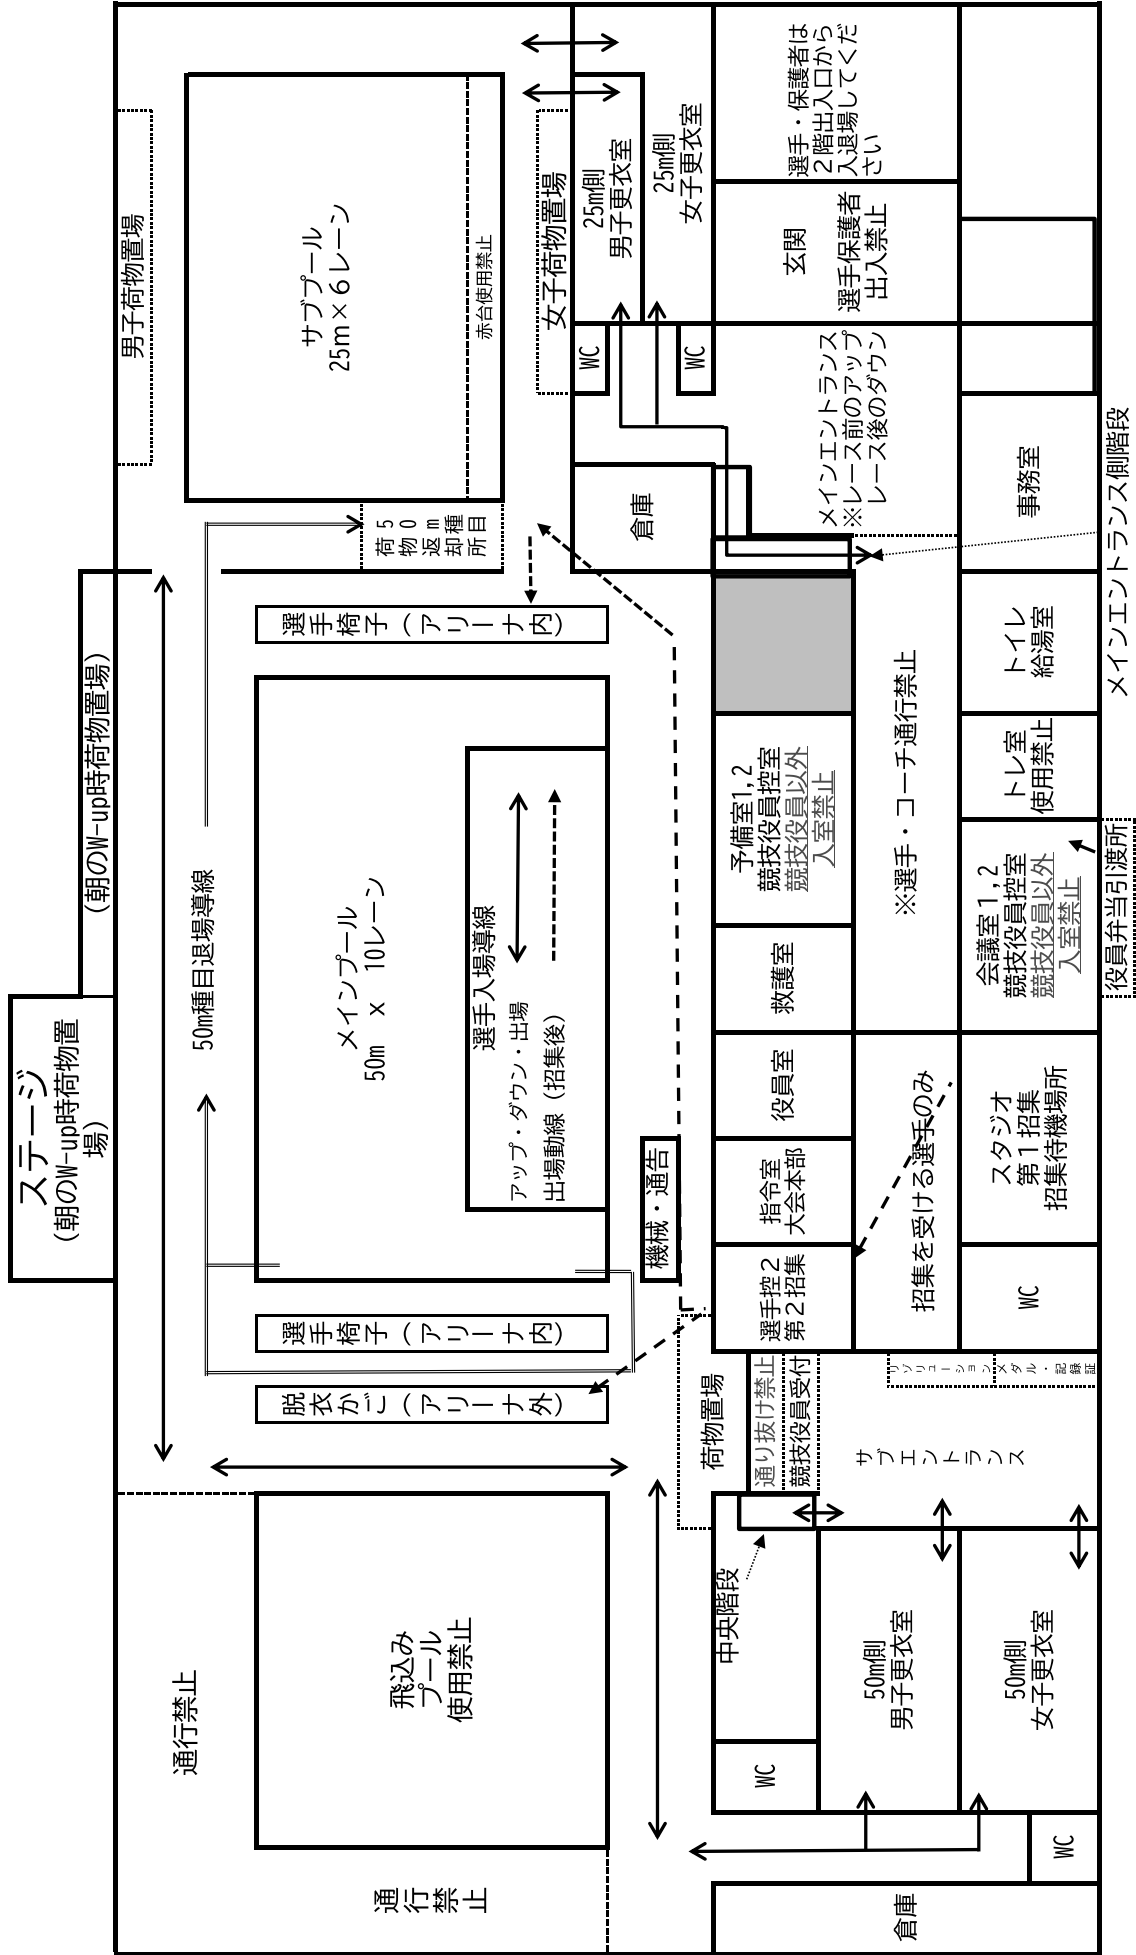 ステージ
（朝のW-up時荷物置
場）
（朝のW-up時荷物置場）
男子荷物置場
通行禁止
50m種目退場導線
サブプール
25m×６レーン
赤台使用禁止
５０ｍ種目
荷物返却所
選手椅子（アリーナ内）
メインプール
50m　x　10レーン
選手入場導線
アップ・ダウン・出場
出場動線（招集後）
選手椅子（アリーナ内）
脱衣かご（アリーナ外）
飛込み
プール
使用禁止
通行禁止
女子荷物置場
25m側
男子更衣室
25m側
女子更衣室
WC
WC
倉庫
機械・通告
荷物置場
通り抜け禁止
競技役員受付
中央階段
WC
選手・保護者は
２階出入口から
入退場してくだ
さい
玄関
選手保護者
出入禁止
メインエントランス
※レース前のアップ
レース後のダウン
予備室1,2
競技役員控室
競技役員以外
入室禁止
救護室
役員室
指令室
大会本部
選手控２
第２招集
※選手・コーチ通行禁止
招集を受ける選手のみ
リゾリューション
メダル・記録証
サブエントランス
50m側
男子更衣室
50m側
女子更衣室
WC
倉庫
事務室
トイレ
給湯室
トレ室
使用禁止
会議室1,2
競技役員控室
競技役員以外
入室禁止
スタジオ
第１招集
招集待機場所
WC
メインエントランス側階段
役員弁当引渡所